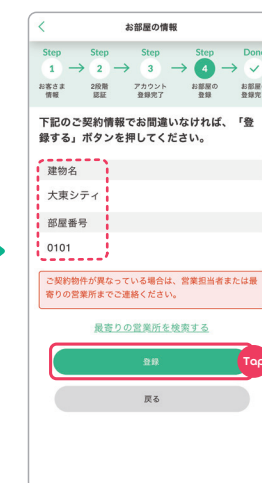 お部屋の情報
Step Step Step Step Done
1 2 3 4
お客さま 2段階 アカウント お部屋の お部屋
情報 認証 登録完了 登録 登録完
下記のご契約情報でお間違いなければ、「登
録する」ボタンを押してください。
建物名
大東シティ
部屋番号
0101
ご契約物件が異なっている場合は、営業担当者または最
寄りの営業所までご連絡ください。
最寄りの営業所を検索する
登録
Tap
戻る